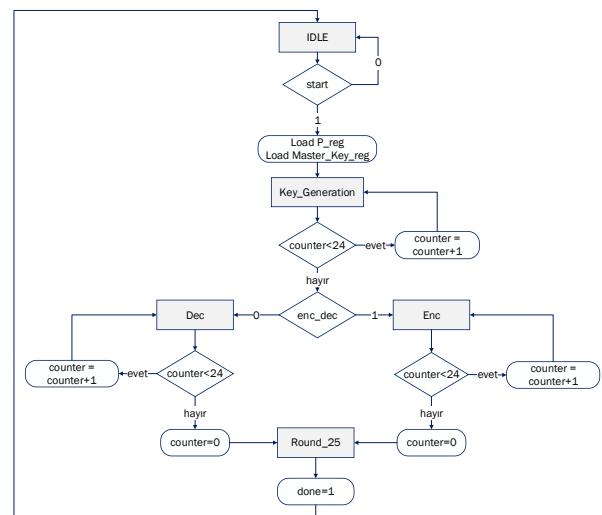 IDLE
0
start
1
Load P_reg
Load Master_Key_reg
Key_Generation
counter<24
evet
counter =
counter+1
hayır
Dec
0
enc_dec
1
Enc
counter =
counter+1
evet
counter<24
counter<24
evet
counter =
counter+1
hayır
hayır
counter=0
Round_25
counter=0
done=1